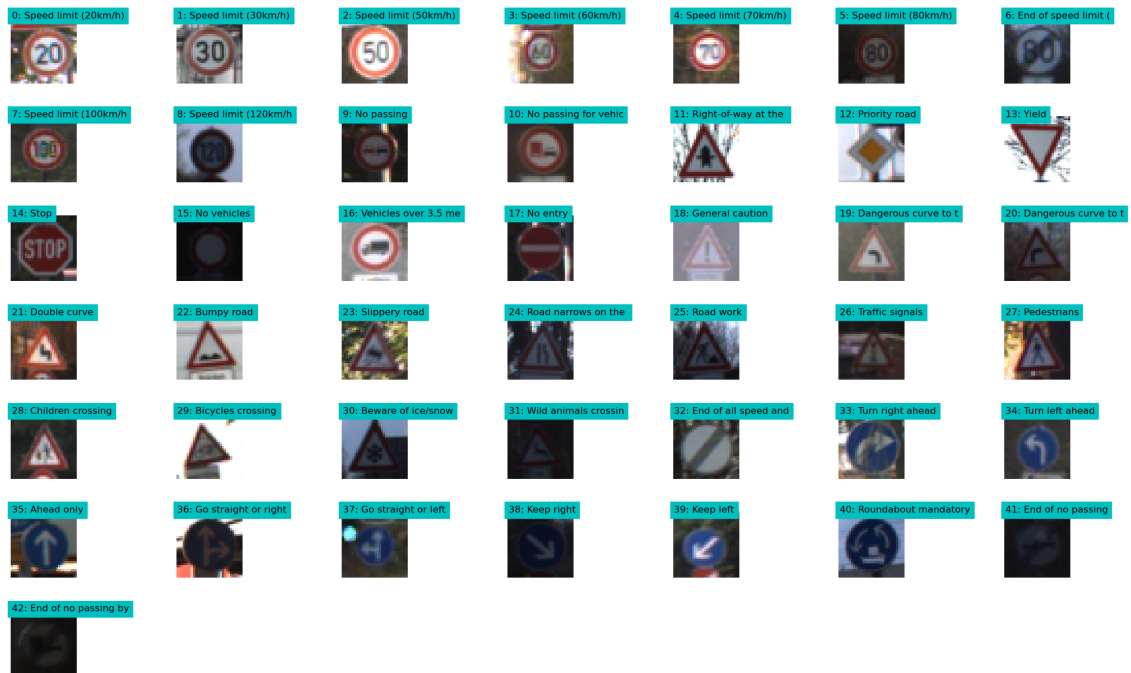 0: Speed limit (20km/h)
1: Speed limit (30km/h)
2: Speed limit (50km/h)
3: Speed limit (60km/h)
4: Speed limit (70km/h)
5: Speed limit (80km/h)
6: End of speed limit (
20
30
50
60
70
80
80
7: Speed limit (100km/h
8: Speed limit (120km/h
9: No passing
10: No passing for vehic
11: Right-of-way at the
12: Priority road
13: Yield
100
120
14: Stop
15: No vehicles
16: Vehicles over 3.5 me
17: No entry
18: General caution
19: Dangerous curve to t
20: Dangerous curve to t
STOP
21: Double curve
22: Bumpy road
23: Slippery road
24: Road narrows on the
25: Road work
26: Traffic signals
27: Pedestrians
28: Children crossing
29: Bicycles crossing
30: Beware of ice/snow
31: Wild animals crossin
32: End of all speed and
33: Turn right ahead
34: Turn left ahead
35: Ahead only
36: Go straight or right
37: Go straight or left
38: Keep right
39: Keep left
40: Roundabout mandatory
41: End of no passing
42: End of no passing by